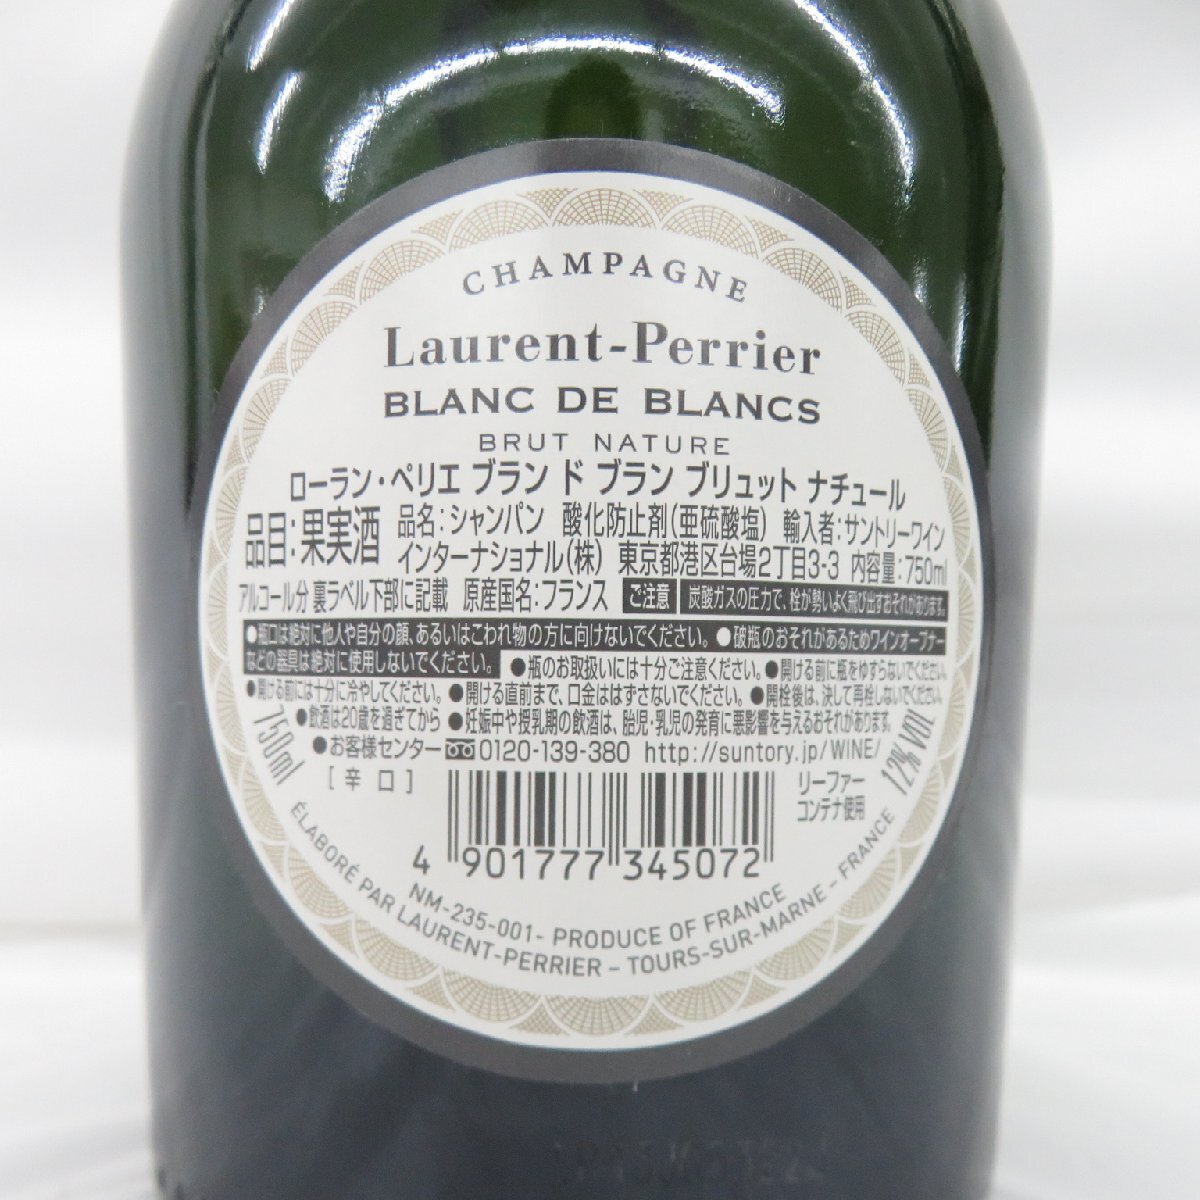 CHAMPAGNE
Laurent-Perrier
BLANC DE BLANCS
BRUT NATURE
ローラン・ペリエ ブラン ド ブラン ブリュット ナチュール
品目:果実酒 品名:シャンパン 酸化防止剤(亜硫酸塩) 輸入者:サントリーワイン
インターナショナル(株) 東京都港区台場2丁目3-3 内容量:750ml
アルコール分 裏ラベル下部に記載 原産国名:フランス ご注意 炭酸ガスの圧力で、栓が勢いよく飛び出すおそれがあります。
●瓶口は絶対に他人や自分の顔、あるいはこわれ物の方に向けないでください。 ●破瓶のおそれがあるためワインオープナー
などの器具は絶対に使用しないでください。 ●瓶のお取扱いには十分ご注意ください。 ●開ける前に瓶をゆすらないでください。
●開ける前には十分に冷やしてください。 ●開ける直前まで、口金ははずさないでください。 ●開栓後は、決して再栓しないでください。
●飲酒は20歳を過ぎてから ●妊娠中や授乳期の飲酒は、胎児・乳児の発育に悪影響を与えるおそれがあります。
●お客様センター 0120-139-380 http://suntory.jp/WINE/
[辛口]
リーファー
コンテナ使用
750ml
12% VOL
4 901777 345072
NM-235-001- PRODUCE OF FRANCE
ÉLABORÉ PAR LAURENT-PERRIER – TOURS-SUR-MARNE – FRANCE